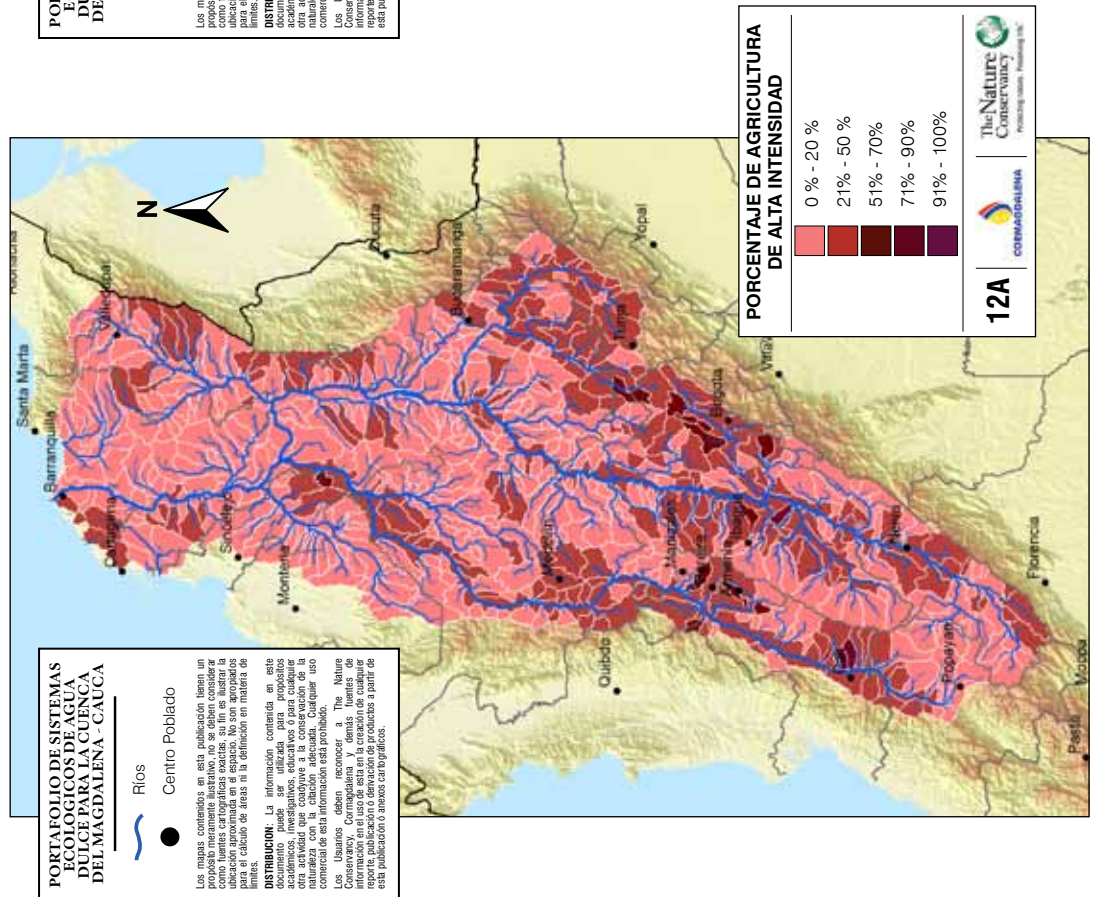 PORTAFOLIO DE SISTEMAS
ECOLOGICOS DE AGUA
DULCE PARA LA CUENCA
DEL MAGDALENA - CAUCA
Ríos
Centro Poblado
Los mapas contenidos en esta publicación tienen un
propósito meramente ilustrativo, no se deben considerar
como fuentes cartográficas exactas, su fin es ilustrar la
ubicación aproximada en el espacio. No son apropiados
para el cálculo de áreas ni la definición en materia de
límites.
DISTRIBUCION: La información contenida en este
documento puede ser utilizada para propósitos
académicos, investigativos, educativos ó para cualquier
otra actividad que coadyuve a la conservación de la
naturaleza con la citación adecuada. Cualquier uso
comercial de esta información está prohibido.
Los Usuarios deben reconocer a The Nature
Conservancy, Cormagdalena y demás fuentes de
información en el uso de esta en la creación de cualquier
reporte, publicación ó derivación de productos a partir de
esta publicación ó anexos cartográficos.
N
Santa Marta
Barranquilla
Valledupar
Cartagena
Sincelejo
Montería
Cúcuta
Bucaramanga
Medellín
Quibdó
Yopal
Tunja
Manizales
Armenia
Ibagué
Bogotá
Neiva
Popayán
Florencia
Pasto
Mocoa
PORCENTAJE DE AGRICULTURA
DE ALTA INTENSIDAD
0 % - 20 %
21% - 50 %
51% - 70%
71% - 90%
91% - 100%
12A
CORMAGDALENA
The Nature
Conservancy
Protecting nature. Preserving life.